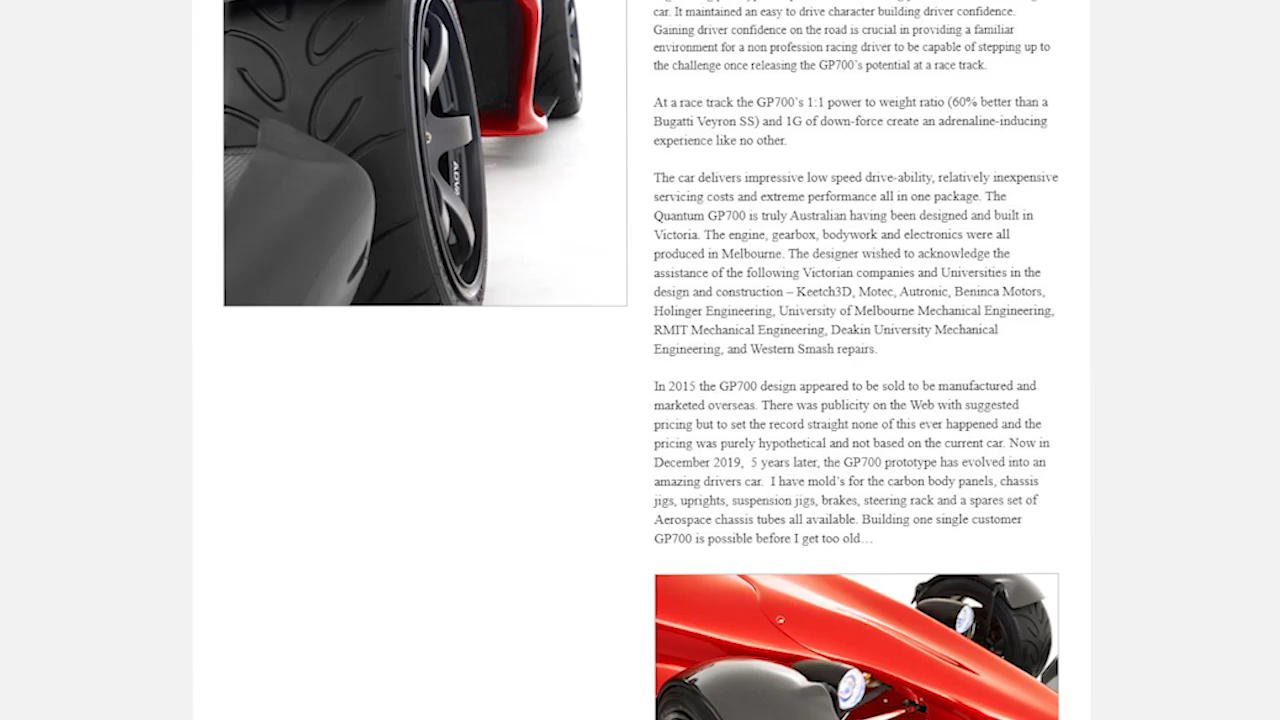 car. It maintained an easy to drive character building driver confidence.
Gaining driver confidence on the road is crucial in providing a familiar
environment for a non profession racing driver to be capable of stepping up to
the challenge once releasing the GP700's potential at a race track.
At a race track the GP700's 1:1 power to weight ratio (60% better than a
Bugatti Veyron SS) and 1G of down-force create an adrenaline-inducing
experience like no other.
The car delivers impressive low speed drive-ability, relatively inexpensive
servicing costs and extreme performance all in one package. The
Quantum GP700 is truly Australian having been designed and built in
Victoria. The engine, gearbox, bodywork and electronics were all
produced in Melbourne. The designer wished to acknowledge the
assistance of the following Victorian companies and Universities in the
design and construction – Keetch3D, Motec, Autronic, Beninca Motors,
Holinger Engineering, University of Melbourne Mechanical Engineering,
RMIT Mechanical Engineering, Deakin University Mechanical
Engineering, and Western Smash repairs.
In 2015 the GP700 design appeared to be sold to be manufactured and
marketed overseas. There was publicity on the Web with suggested
pricing but to set the record straight none of this ever happened and the
pricing was purely hypothetical and not based on the current car. Now in
December 2019,  5 years later, the GP700 prototype has evolved into an
amazing drivers car.  I have mold's for the carbon body panels, chassis
jigs, uprights, suspension jigs, brakes, steering rack and a spares set of
Aerospace chassis tubes all available. Building one single customer
GP700 is possible before I get too old…